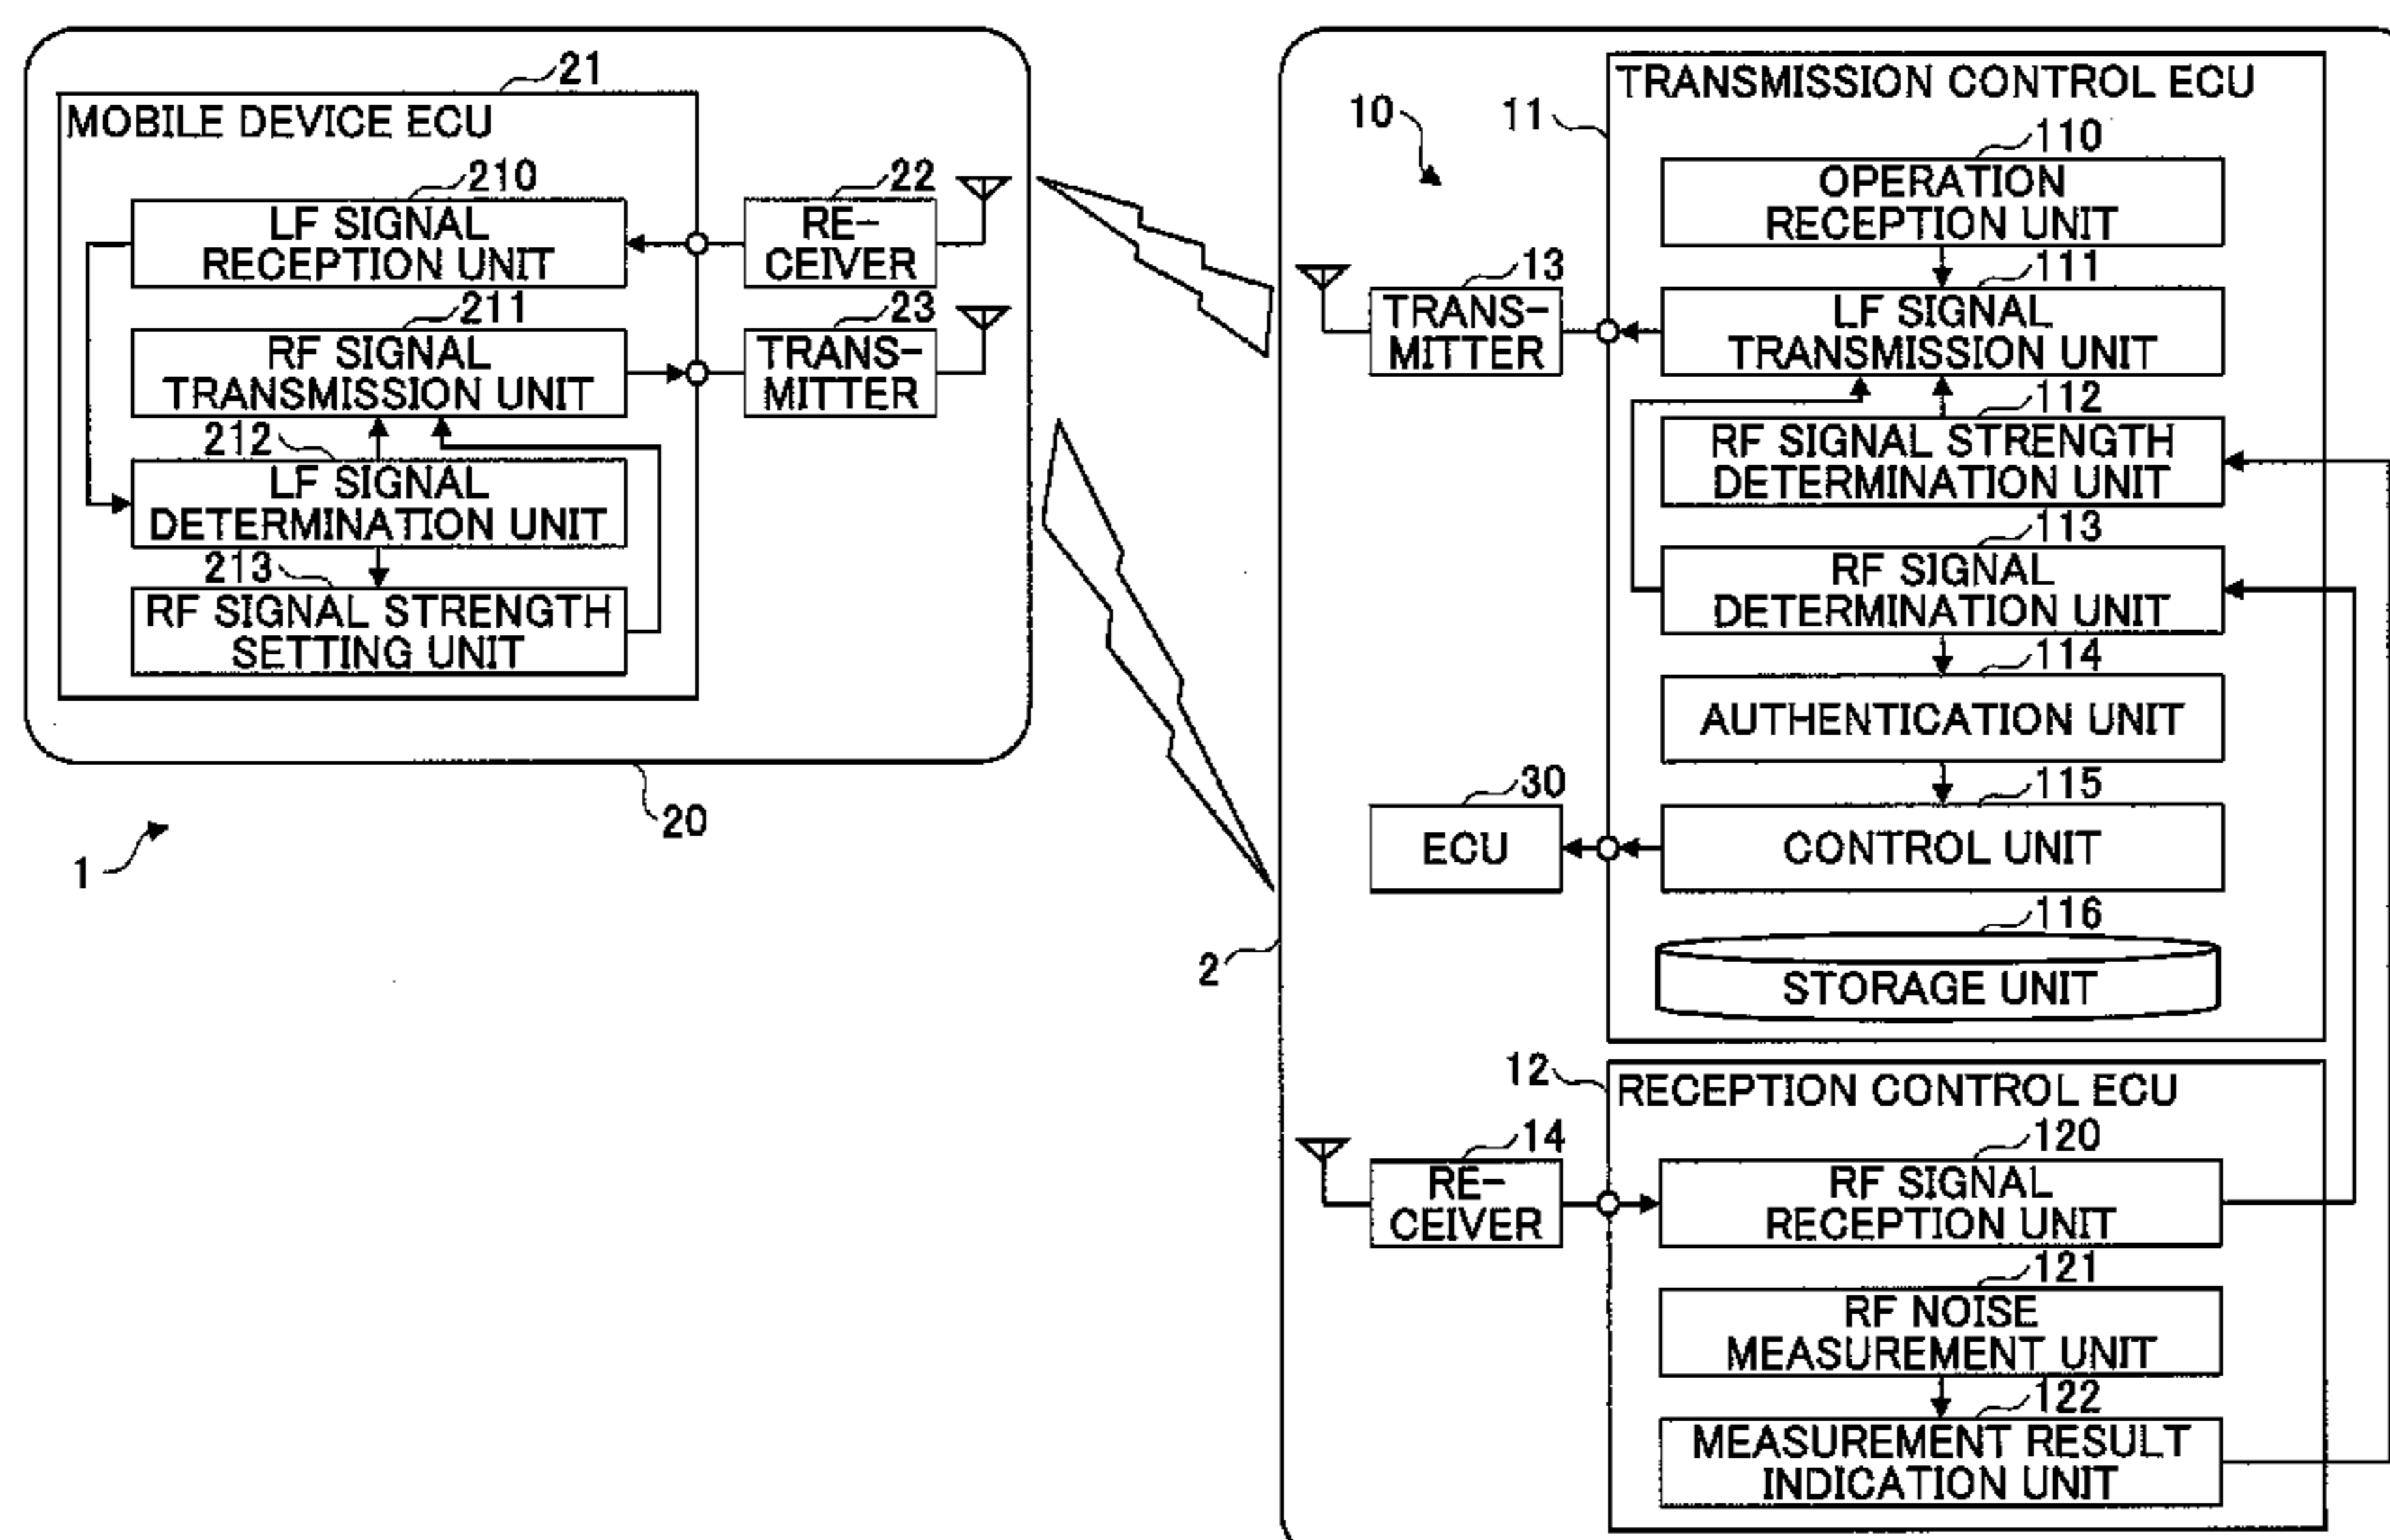 21
MOBILE DEVICE ECU
210
LF SIGNAL
RECEPTION UNIT
22
RE-
CEIVER
211
RF SIGNAL
TRANSMISSION UNIT
23
TRANS-
MITTER
212
LF SIGNAL
DETERMINATION UNIT
213
RF SIGNAL STRENGTH
SETTING UNIT
20
1
10
11
TRANSMISSION CONTROL ECU
110
OPERATION
RECEPTION UNIT
13
TRANS-
MITTER
111
LF SIGNAL
TRANSMISSION UNIT
112
RF SIGNAL STRENGTH
DETERMINATION UNIT
113
RF SIGNAL
DETERMINATION UNIT
114
AUTHENTICATION UNIT
30
ECU
115
CONTROL UNIT
116
STORAGE UNIT
2
12
RECEPTION CONTROL ECU
14
RE-
CEIVER
120
RF SIGNAL
RECEPTION UNIT
121
RF NOISE
MEASUREMENT UNIT
122
MEASUREMENT RESULT
INDICATION UNIT